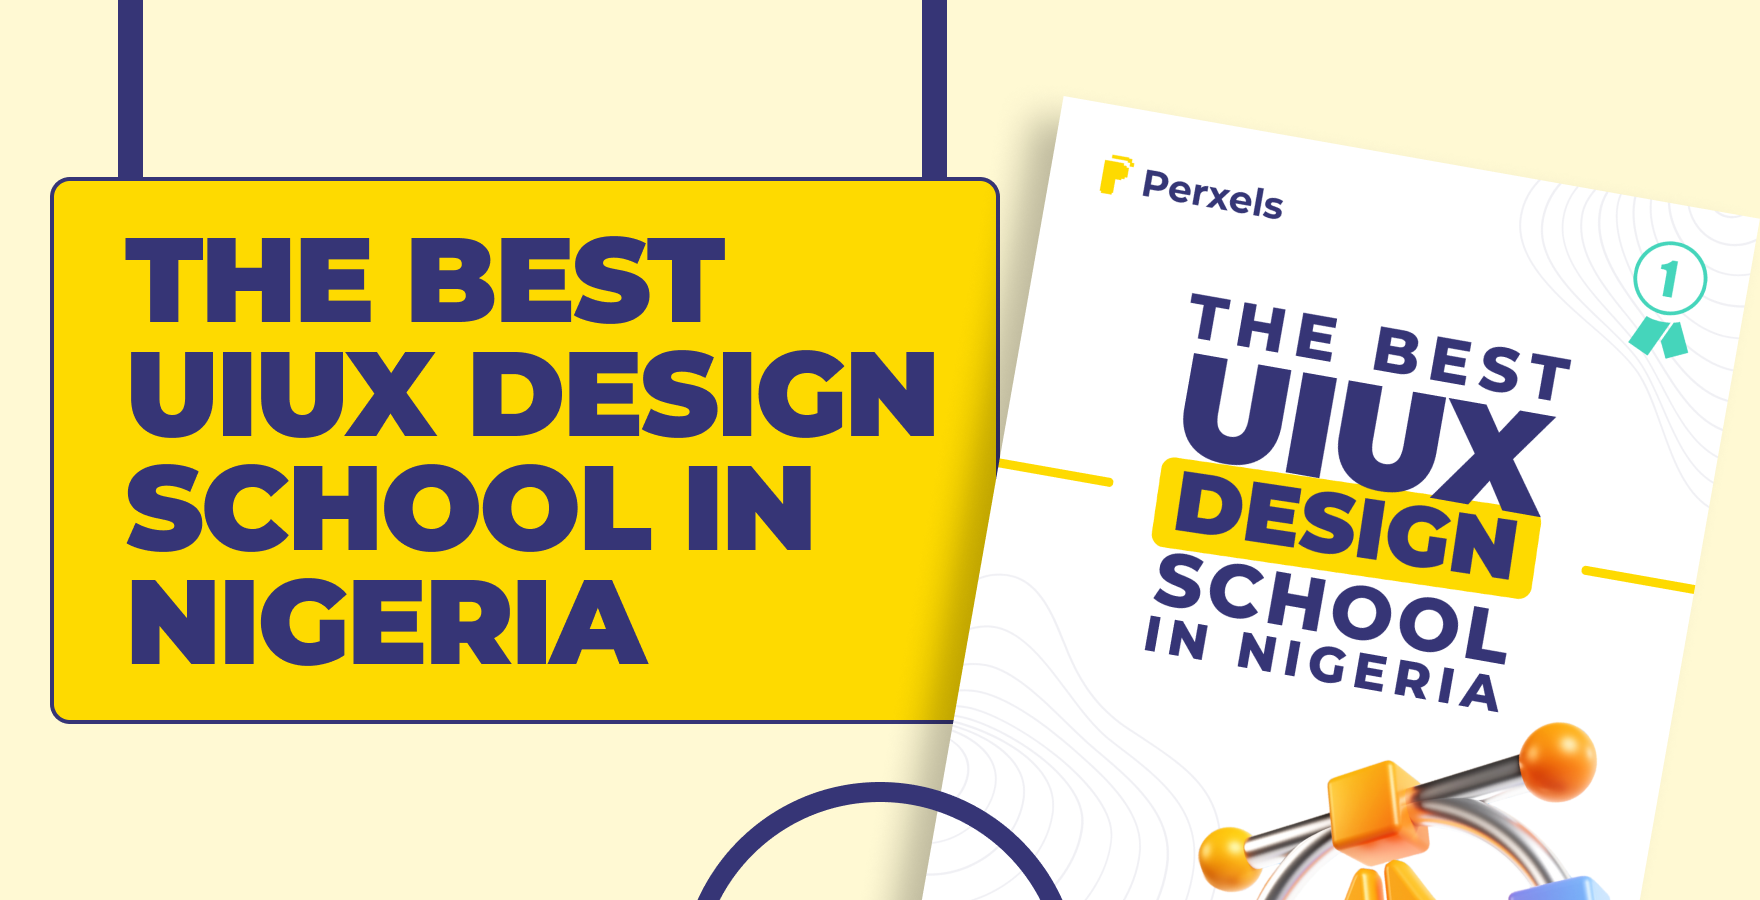 THE BEST
UIUX DESIGN
SCHOOL IN
NIGERIA
Perxels
1
THE BEST
UIUX
DESIGN
SCHOOL
IN NIGERIA